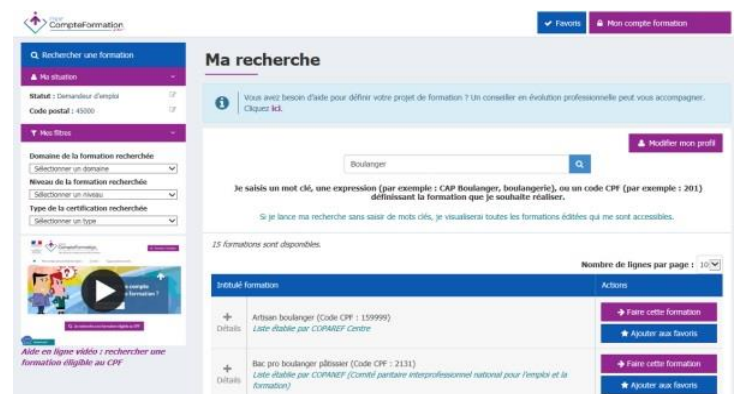 mon
CompteFormation
Favoris
Mon compte formation
Rechercher une formation
Ma situation
Statut : Demandeur d'emploi
Code postal : 45000
Mes filtres
Domaine de la formation recherchée
Sélectionner un domaine
Niveau de la formation recherchée
Sélectionner un niveau
Type de la certification recherchée
Sélectionner un type
CompteFormation
Aide en ligne vidéo : rechercher une
formation éligible au CPF
Ma recherche
Vous avez besoin d'aide pour définir votre projet de formation ? Un conseiller en évolution professionnelle peut vous accompagner.
Cliquez ici.
Modifier mon profil
Boulanger
Je saisis un mot clé, une expression (par exemple : CAP Boulanger, boulangerie), ou un code CPF (par exemple : 201)
définissant la formation que je souhaite réaliser.
Si je lance ma recherche sans saisir de mots clés, je visualiserai toutes les formations éditées qui me sont accessibles.
15 formations sont disponibles.
Nombre de lignes par page : 10
Intitulé formation
Actions
Détails
Artisan boulanger (Code CPF : 159999)
Liste établie par COPAREF Centre
Faire cette formation
Ajouter aux favoris
Détails
Bac pro boulanger pâtissier (Code CPF : 2131)
Liste établie par COPANEF (Comité paritaire interprofessionnel national pour l'emploi et la
formation)
Faire cette formation
Ajouter aux favoris